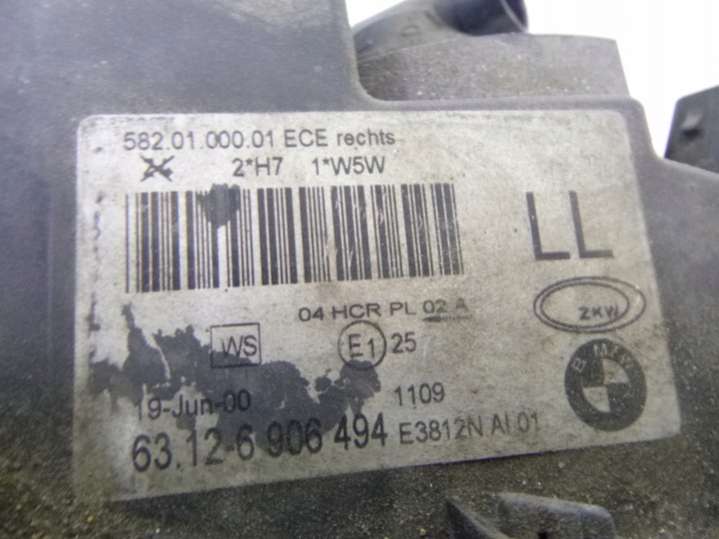 582.01.000.01 ECE rechts
2*H7 1*W5W
LL
04 HCR PL 02 A
ZKW
WS E1 25
BMW
19-Jun-00 1109
63.12-6 906 494 E3812N AI 01